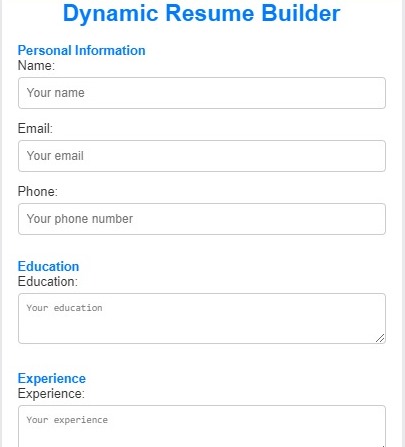 Dynamic Resume Builder
Personal Information
Name:
Your name
Email:
Your email
Phone:
Your phone number
Education
Education:
Your education
Experience
Experience:
Your experience